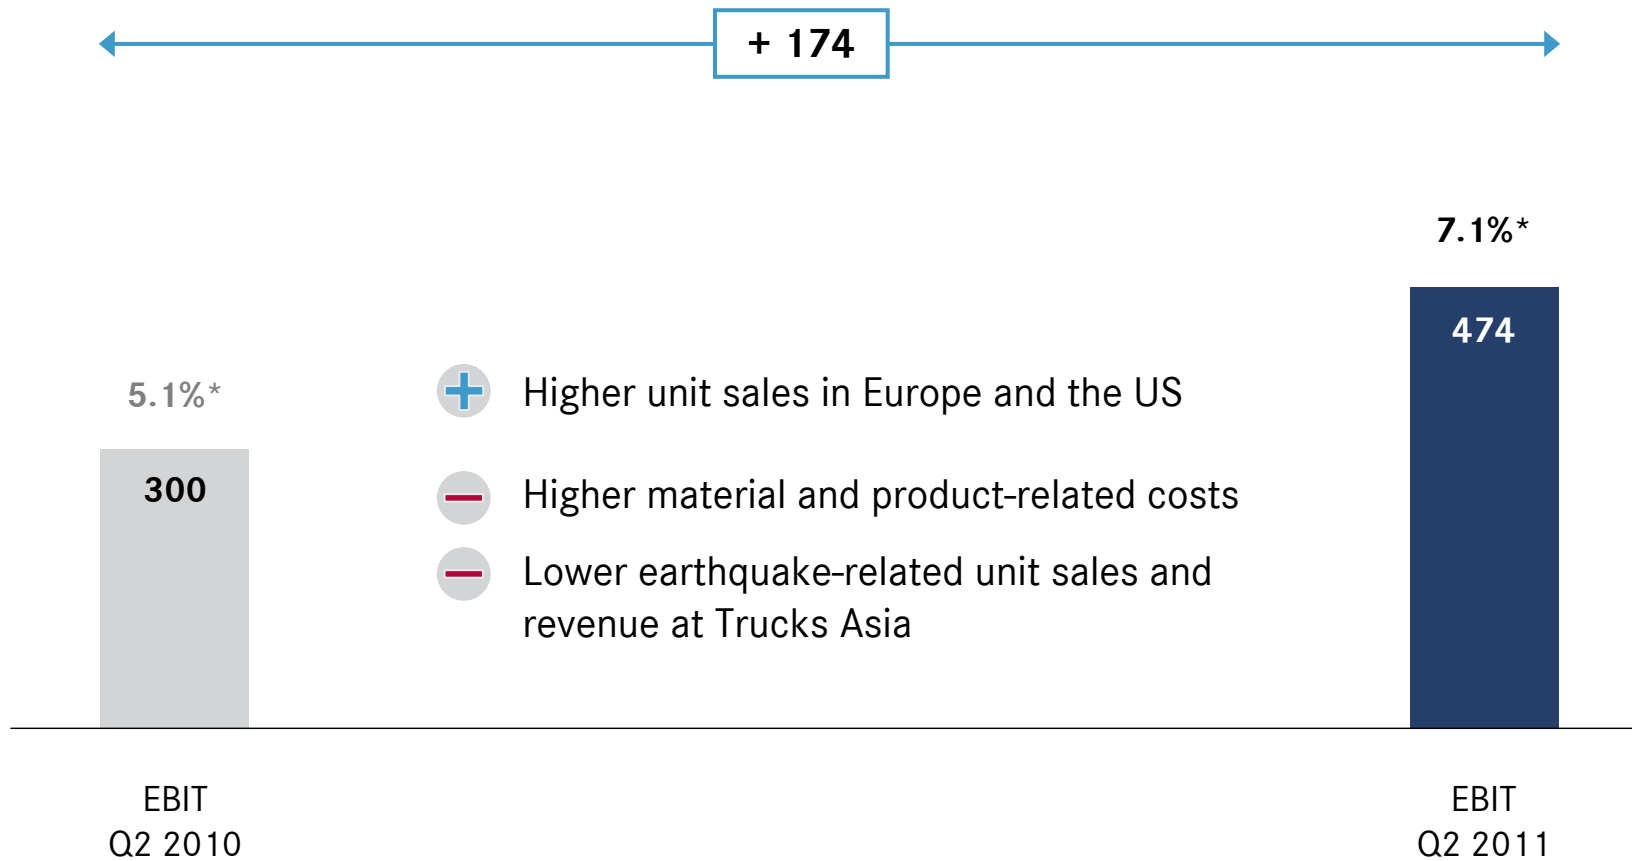 + 174
7.1%*
474
5.1%*
300
Higher unit sales in Europe and the US
Higher material and product-related costs
Lower earthquake-related unit sales and
revenue at Trucks Asia
EBIT
Q2 2010
EBIT
Q2 2011